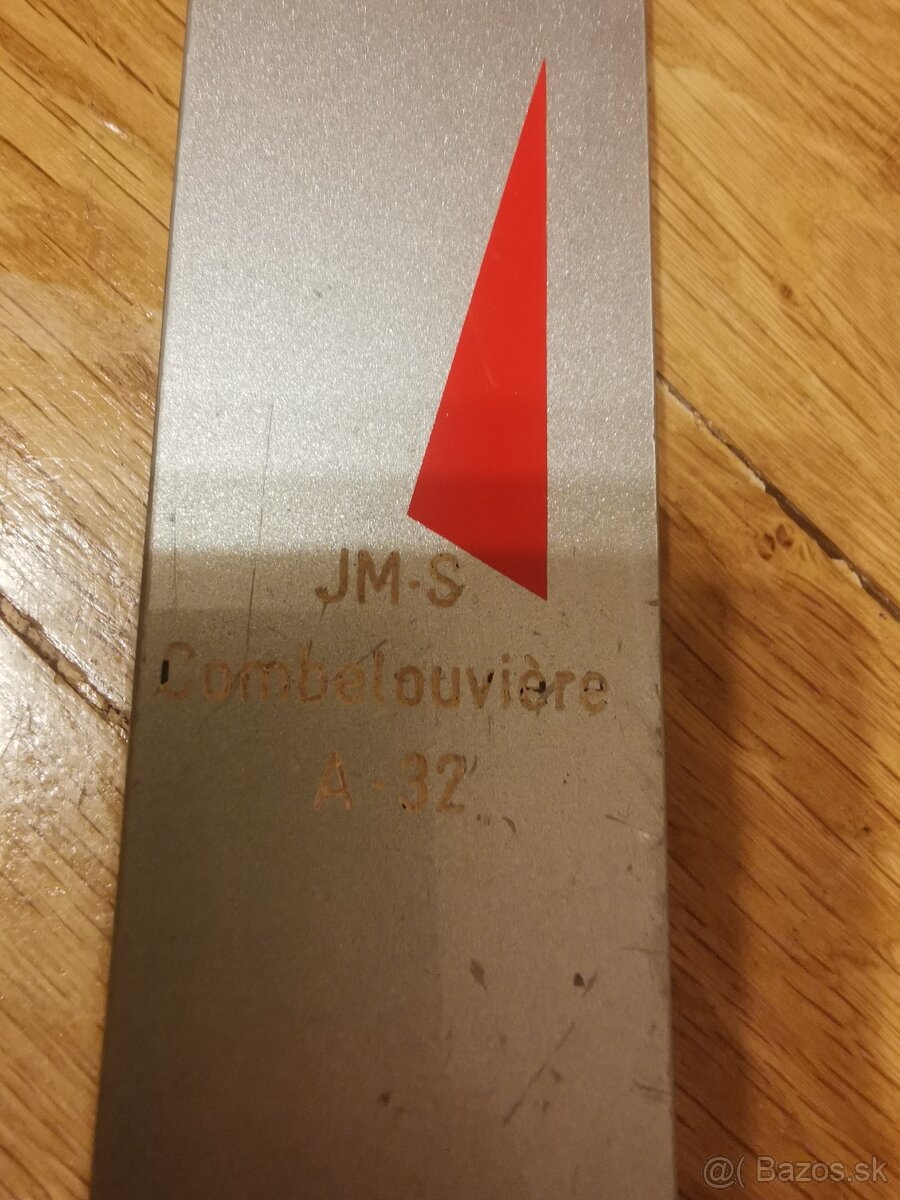 JM-S
Combelouvière
A-32
@( Bazos.sk